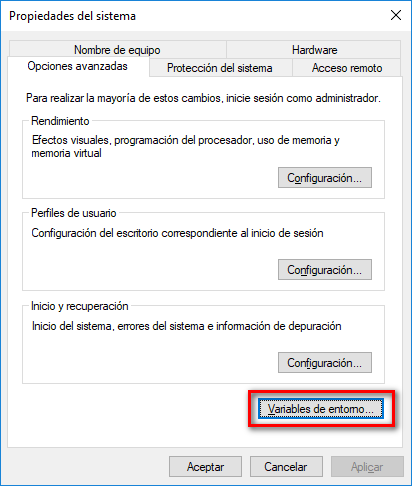 Propiedades del sistema
Nombre de equipo
Hardware
Opciones avanzadas
Protección del sistema
Acceso remoto
Para realizar la mayoría de estos cambios, inicie sesión como administrador.
Rendimiento
Efectos visuales, programación del procesador, uso de memoria y
memoria virtual
Configuración...
Perfiles de usuario
Configuración del escritorio correspondiente al inicio de sesión
Configuración...
Inicio y recuperación
Inicio del sistema, errores del sistema e información de depuración
Configuración...
Variables de entorno...
Aceptar
Cancelar
Aplicar